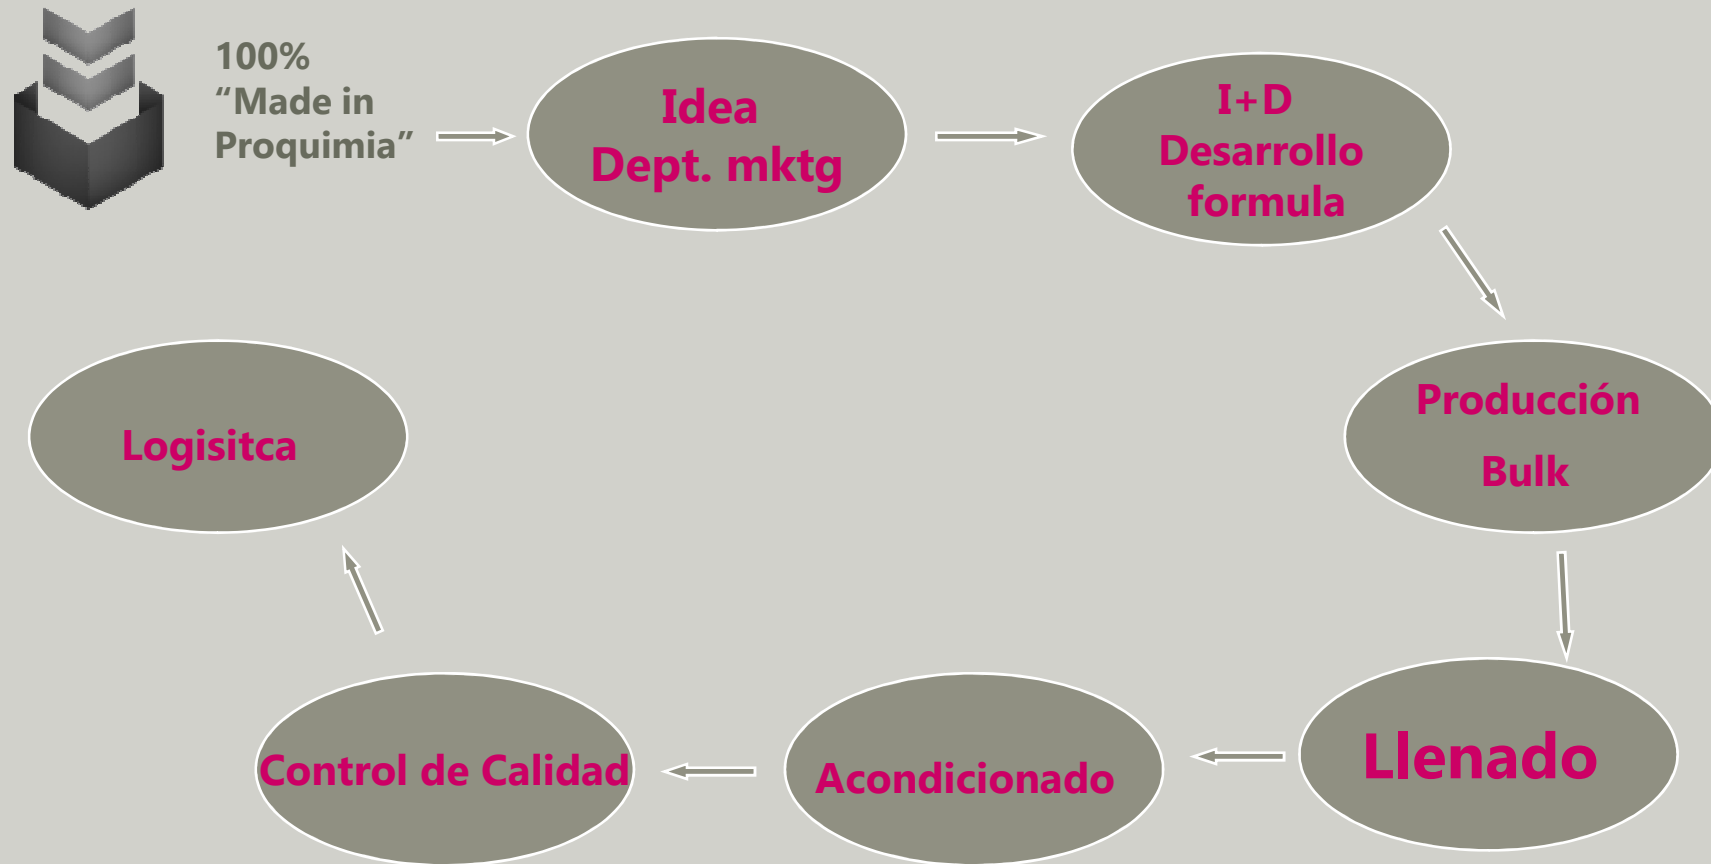 100%
“Made in
Proquimia”
Idea
Dept. mktg
I+D
Desarrollo
formula
Producción
Bulk
Llenado
Acondicionado
Control de Calidad
Logisitca